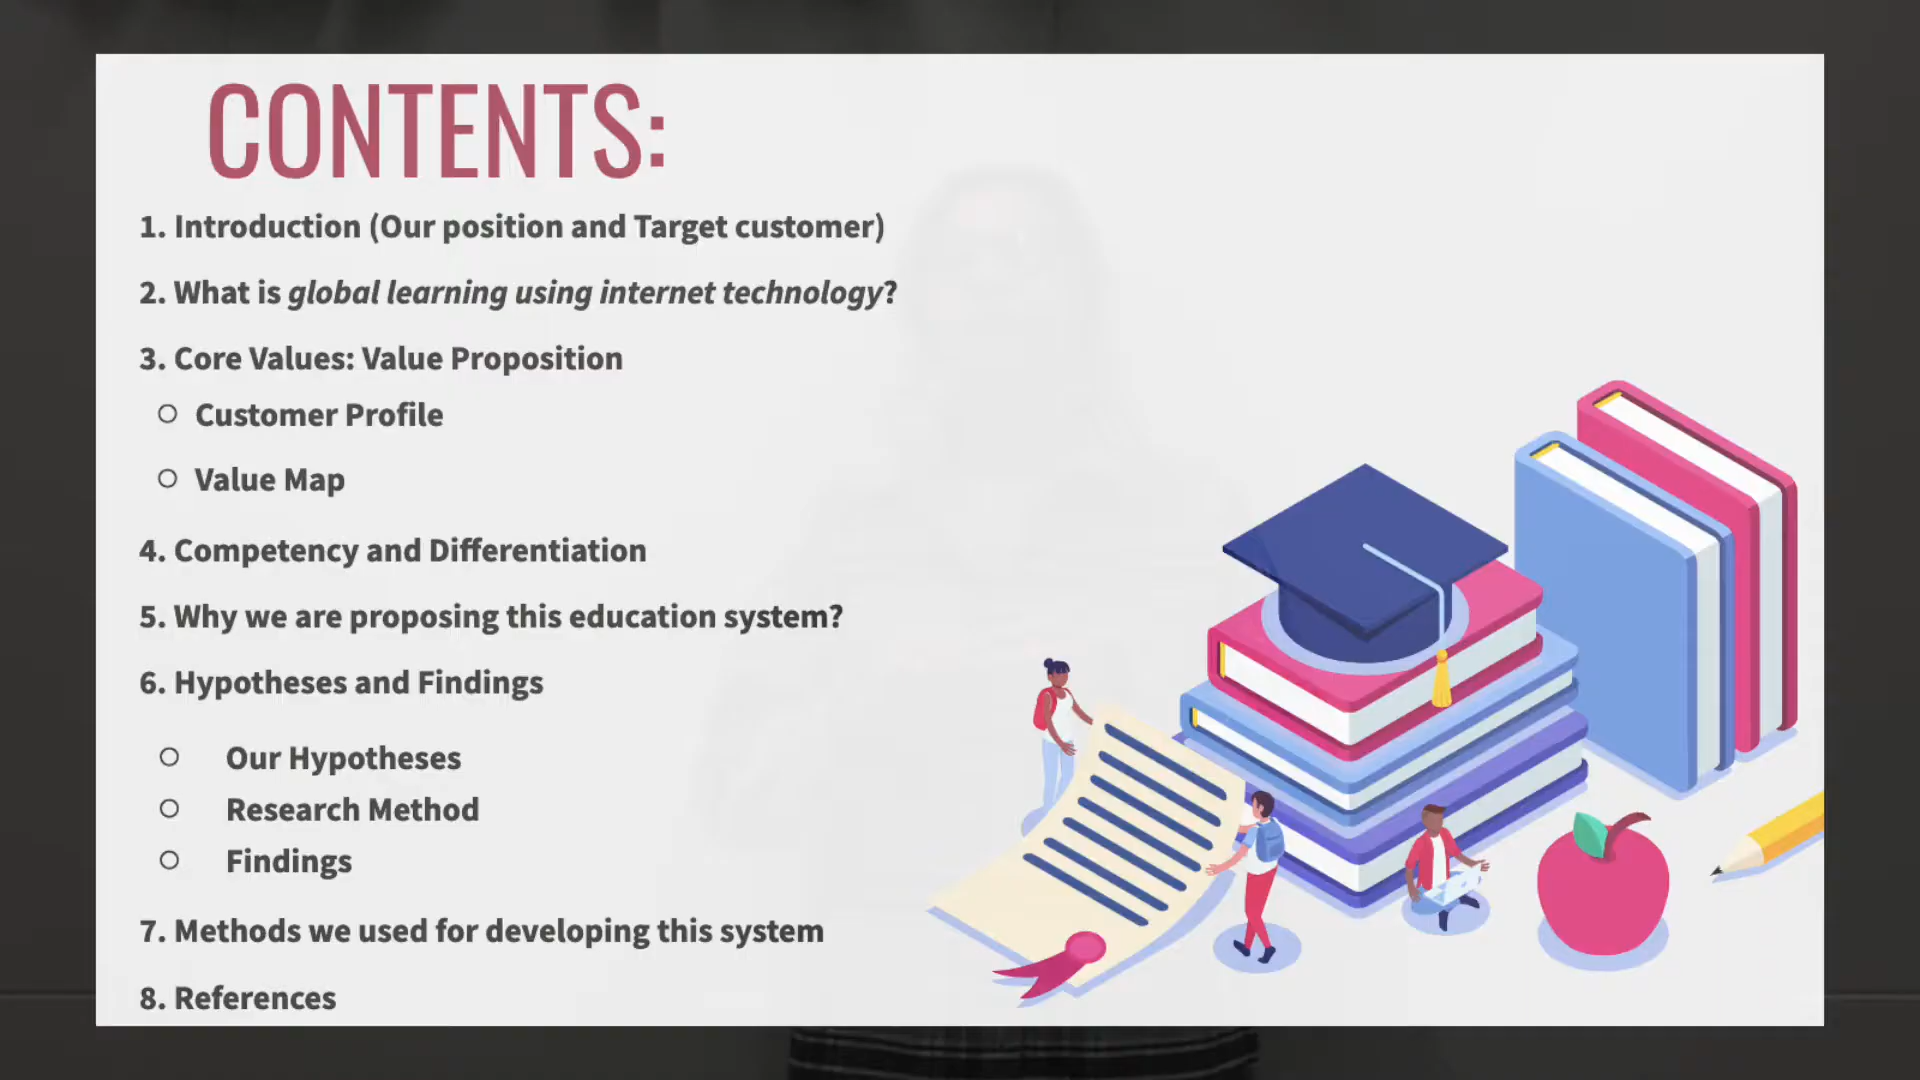 CONTENTS:
1. Introduction (Our position and Target customer)
2. What is global learning using internet technology?
3. Core Values: Value Proposition
○ Customer Profile
○ Value Map
4. Competency and Differentiation
5. Why we are proposing this education system?
6. Hypotheses and Findings
○ Our Hypotheses
○ Research Method
○ Findings
7. Methods we used for developing this system
8. References